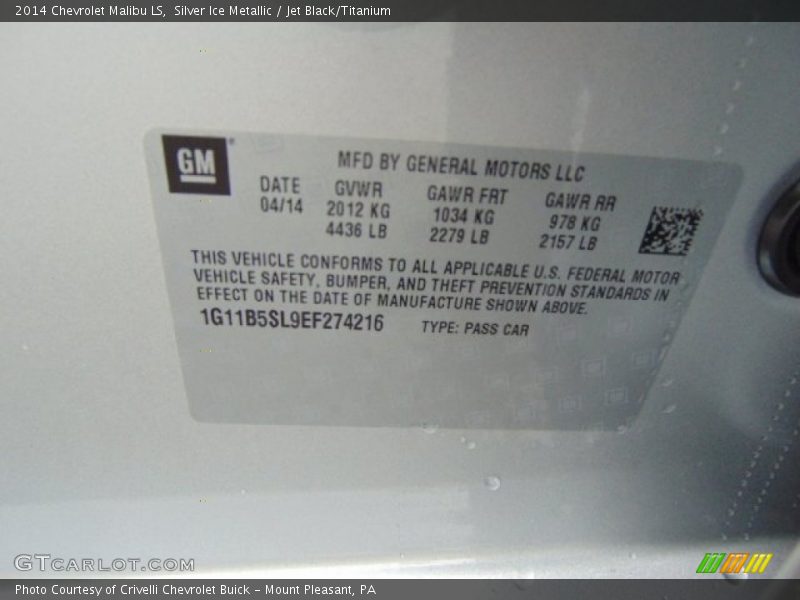 2014 Chevrolet Malibu LS, Silver Ice Metallic / Jet Black/Titanium
GM
MFD BY GENERAL MOTORS LLC
DATE GVWR GAWR FRT GAWR RR
04/14 2012 KG 1034 KG 978 KG
4436 LB 2279 LB 2157 LB
THIS VEHICLE CONFORMS TO ALL APPLICABLE U.S. FEDERAL MOTOR
VEHICLE SAFETY, BUMPER, AND THEFT PREVENTION STANDARDS IN
EFFECT ON THE DATE OF MANUFACTURE SHOWN ABOVE.
1G11B5SL9EF274216 TYPE: PASS CAR
GTCARLOT.COM
Photo Courtesy of Crivelli Chevrolet Buick - Mount Pleasant, PA